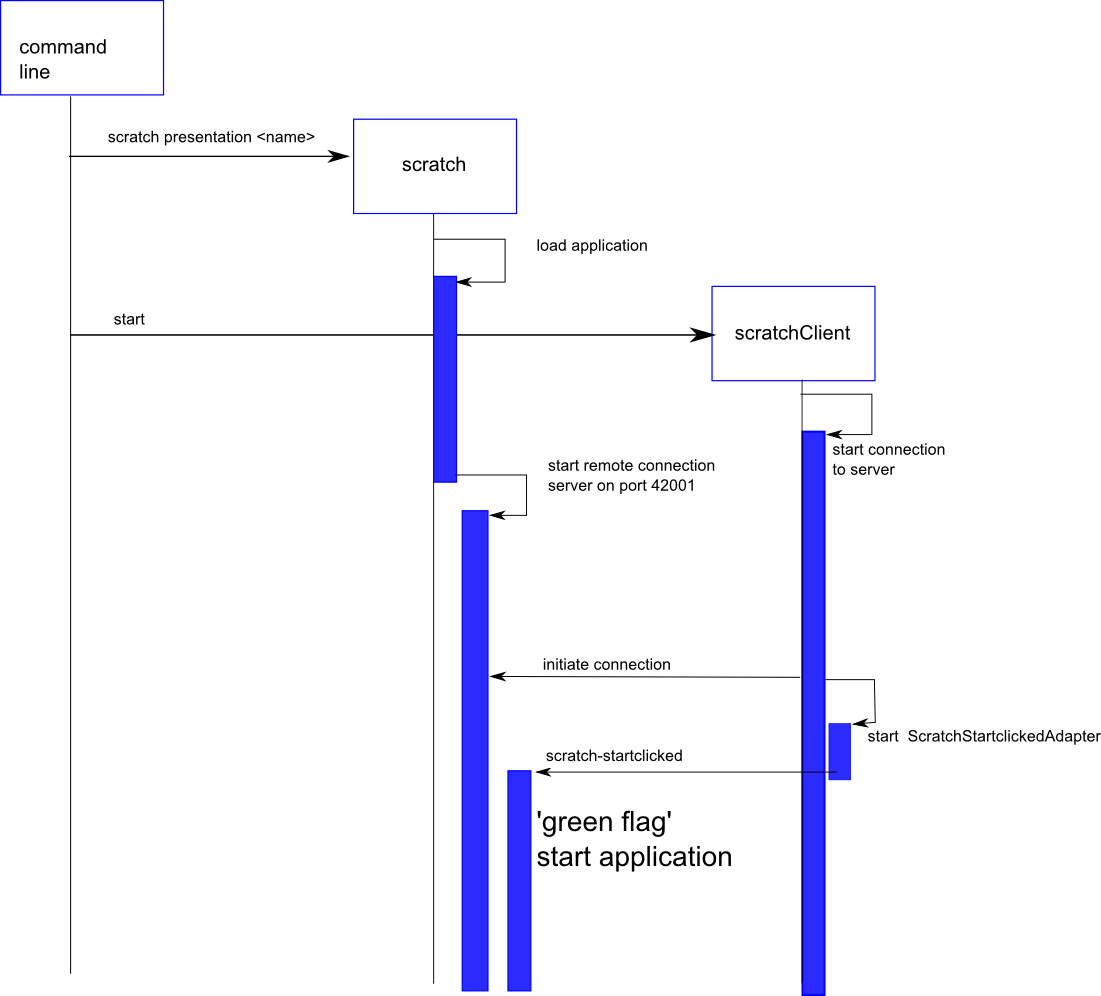 command
line
scratch presentation <name>
scratch
load application
start
scratchClient
start connection
to server
start remote connection
server on port 42001
initiate connection
start  ScratchStartclickedAdapter
scratch-startclicked
'green flag'
start application